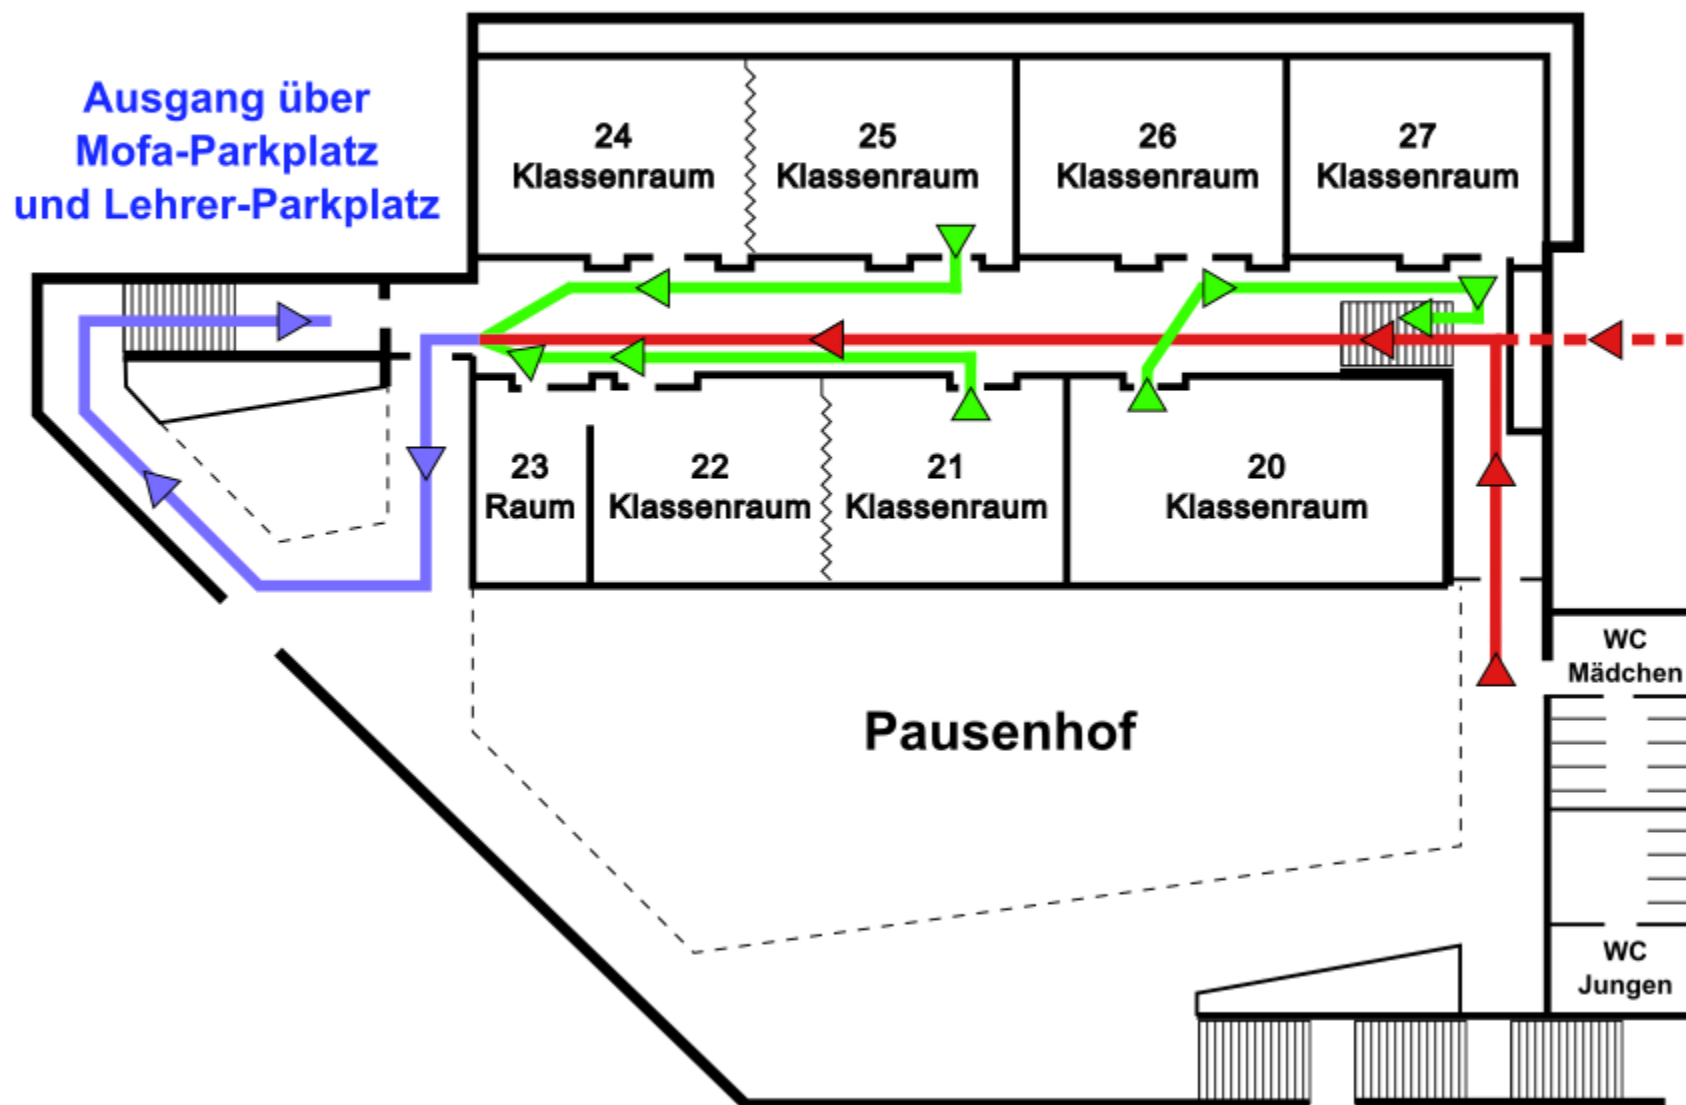 Ausgang über
Mofa-Parkplatz
und Lehrer-Parkplatz
24
Klassenraum
25
Klassenraum
26
Klassenraum
27
Klassenraum
23
Raum
22
Klassenraum
21
Klassenraum
20
Klassenraum
WC
Mädchen
Pausenhof
WC
Jungen